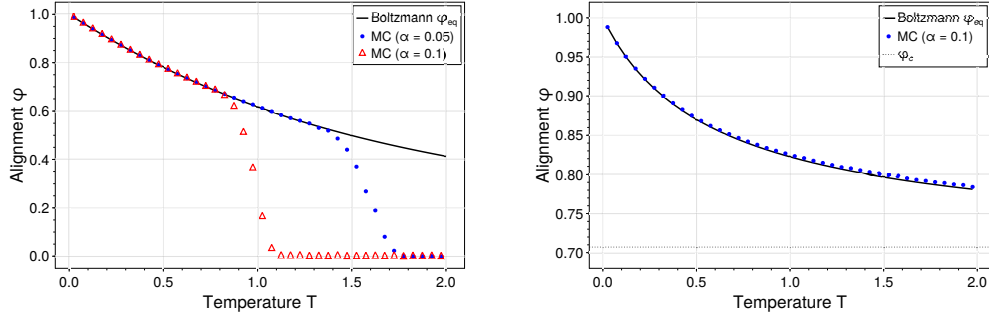 Boltzmann φeq
MC (α = 0.05)
MC (α = 0.1)
Alignment φ
1.0
0.8
0.6
0.4
0.2
0.0
0.0
0.5
1.0
1.5
2.0
Temperature T
Boltzmann φeq
MC (α = 0.1)
φc
Alignment φ
1.00
0.95
0.90
0.85
0.80
0.75
0.70
0.0
0.5
1.0
1.5
2.0
Temperature T